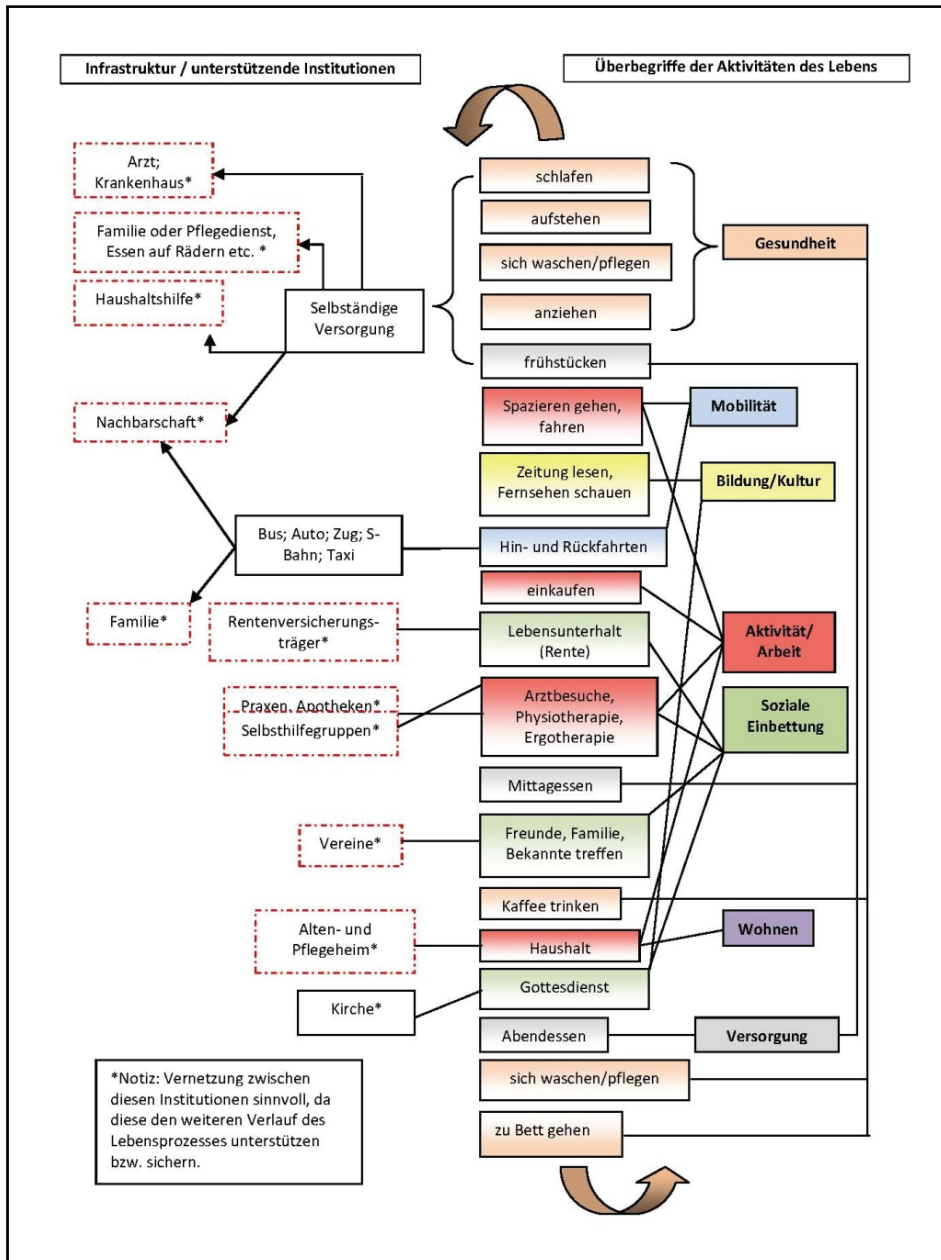 Infrastruktur / unterstützende Institutionen
Überbegriffe der Aktivitäten des Lebens
Arzt;
Krankenhaus*
Familie oder Pflegedienst,
Essen auf Rädern etc. *
Haushaltshilfe*
Selbständige
Versorgung
Nachbarschaft*
Bus; Auto; Zug; S-
Bahn; Taxi
Familie*
Rentenversicherungs-
träger*
Praxen, Apotheken*
Selbsthilfegruppen*
Vereine*
Alten- und
Pflegeheim*
Kirche*
*Notiz: Vernetzung zwischen
diesen Institutionen sinnvoll, da
diese den weiteren Verlauf des
Lebensprozesses unterstützen
bzw. sichern.
schlafen
aufstehen
sich waschen/pflegen
anziehen
frühstücken
Spazieren gehen,
fahren
Zeitung lesen,
Fernsehen schauen
Hin- und Rückfahrten
einkaufen
Lebensunterhalt
(Rente)
Arztbesuche,
Physiotherapie,
Ergotherapie
Mittagessen
Freunde, Familie,
Bekannte treffen
Kaffee trinken
Haushalt
Gottesdienst
Abendessen
sich waschen/pflegen
zu Bett gehen
Gesundheit
Mobilität
Bildung/Kultur
Aktivität/
Arbeit
Soziale
Einbettung
Wohnen
Versorgung